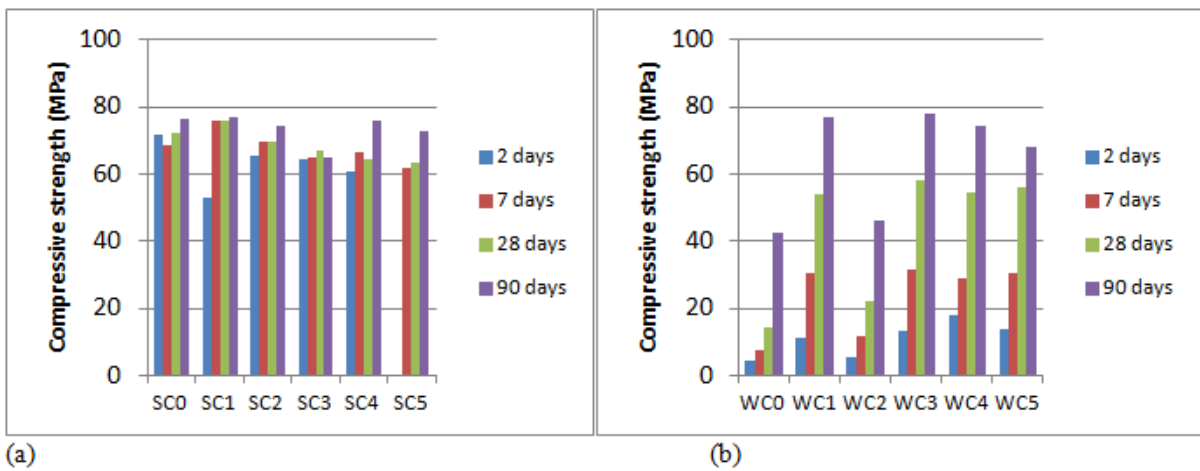 Compressive strength (MPa)
100
80
60
40
20
0
SC0 SC1 SC2 SC3 SC4 SC5
2 days
7 days
28 days
90 days
(a)
Compressive strength (MPa)
100
80
60
40
20
0
WC0 WC1 WC2 WC3 WC4 WC5
2 days
7 days
28 days
90 days
(b)